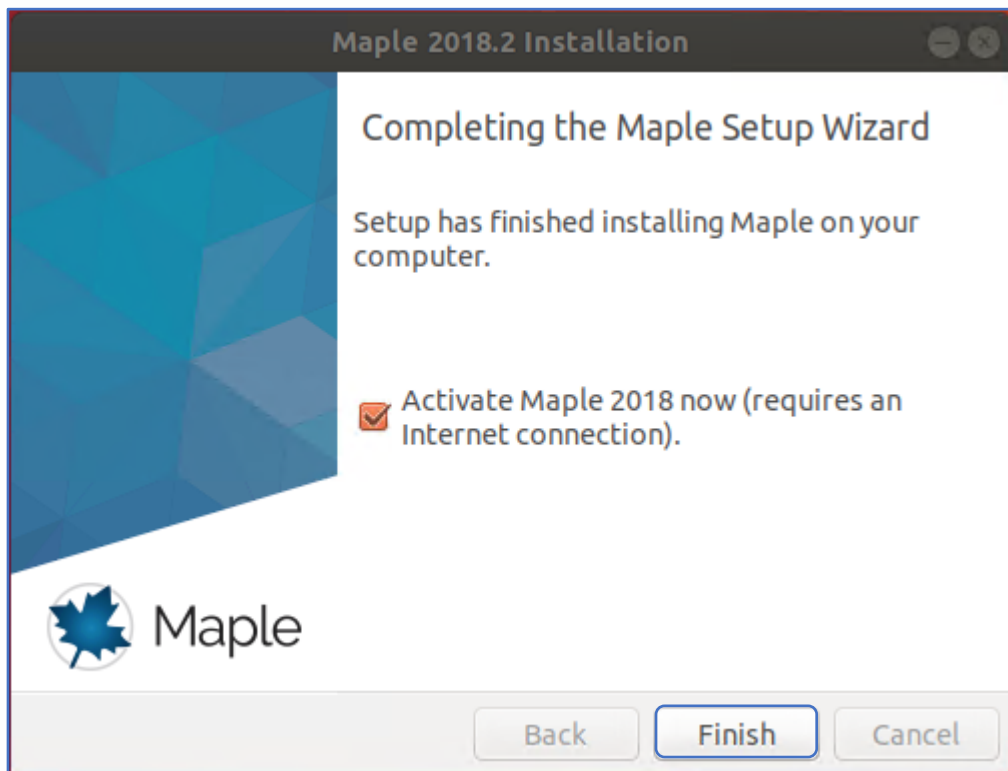 Maple 2018.2 Installation
Completing the Maple Setup Wizard
Setup has finished installing Maple on your
computer.
Activate Maple 2018 now (requires an
Internet connection).
Maple
Back
Finish
Cancel